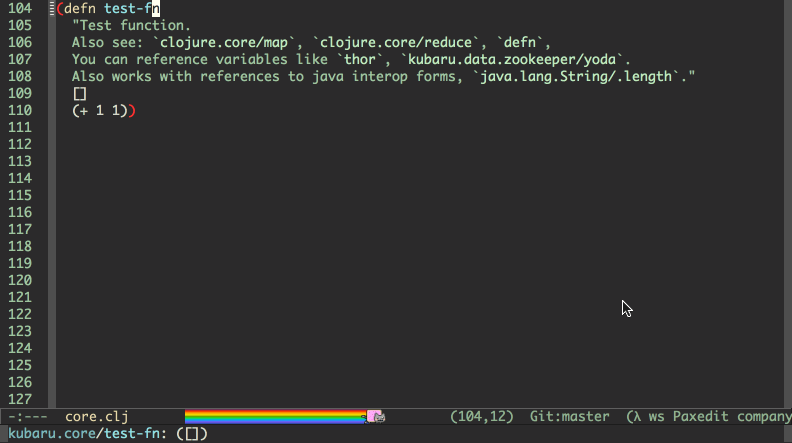 104 (defn test-fn
105 "Test function.
106 Also see: `clojure.core/map`, `clojure.core/reduce`, `defn`,
107 You can reference variables like `thor`, `kubaru.data.zookeeper/yoda`.
108 Also works with references to java interop forms, `java.lang.String/.length`."
109 []
110 (+ 1 1))
111
112
113
114
115
116
117
118
119
120
121
122
123
124
125
126
127
-:--- core.clj (104,12) Git:master (λ ws Paxedit company
kubaru.core/test-fn: ([])